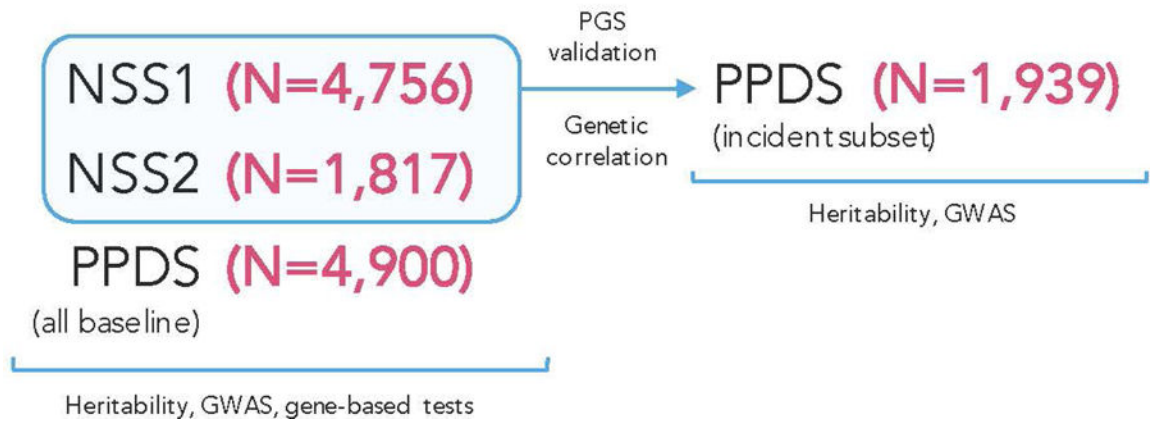 NSS1 (N=4,756)
NSS2 (N=1,817)
PPDS (N=4,900)
(all baseline)
Heritability, GWAS, gene-based tests
PGS
validation
Genetic
correlation
PPDS (N=1,939)
(incident subset)
Heritability, GWAS